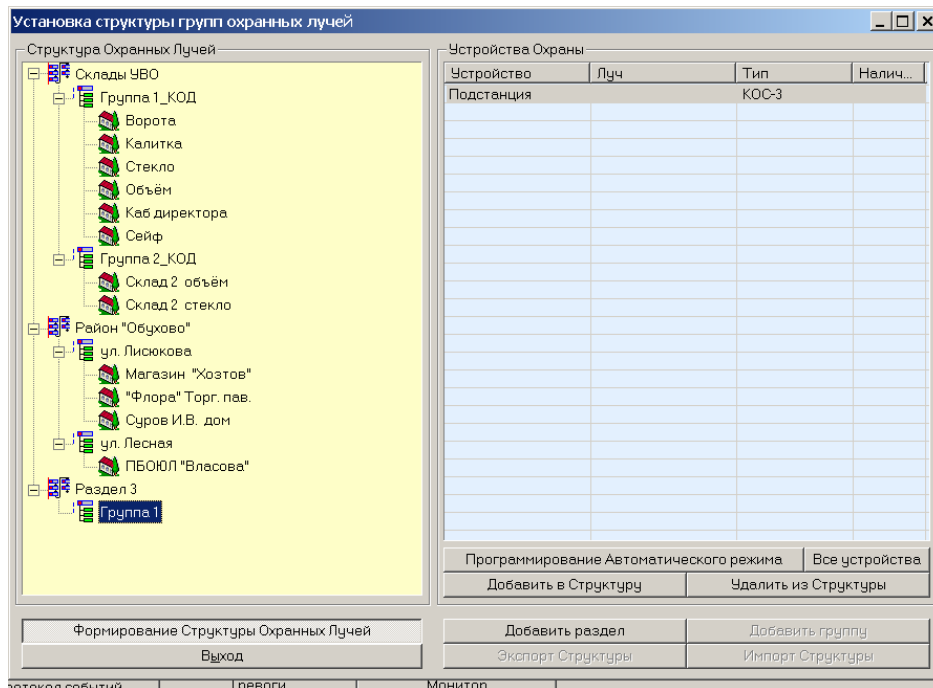 Установка структуры групп охранных лучей
Структура Охранных Лучей
Склады УВО
Группа 1_КОД
Ворота
Калитка
Стекло
Объём
Каб директора
Сейф
Группа 2_КОД
Склад 2 объём
Склад 2 стекло
Район "Обухово"
ул. Лисюкова
Магазин "Хозтов"
"Флора" Торг. пав.
Суров И.В. дом
ул. Лесная
ПБОЮЛ "Власова"
Раздел 3
Группа 1
Устройства Охраны
Устройство Луч Тип Налич...
Подстанция КОС-3
Программирование Автоматического режима Все устройства
Добавить в Структуру Удалить из Структуры
Формирование Структуры Охранных Лучей Добавить раздел Добавить группу
Выход Экспорт Структуры Импорт Структуры
ротокол событий ревоги Монитор